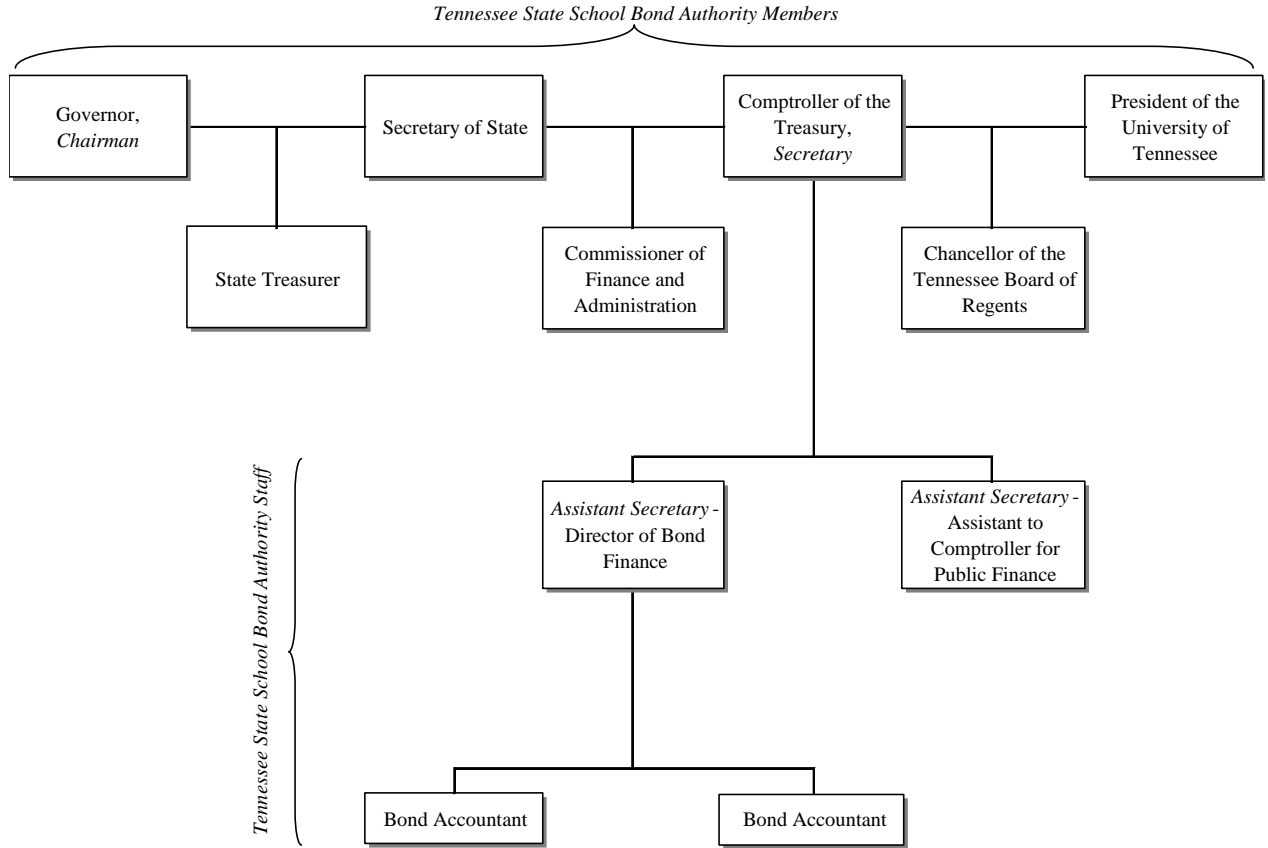 Tennessee State School Bond Authority Members
Governor,
Chairman
Secretary of State
Comptroller of the
Treasury,
Secretary
President of the
University of
Tennessee
State Treasurer
Commissioner of
Finance and
Administration
Chancellor of the
Tennessee Board of
Regents
Tennessee State School Bond Authority Staff
Assistant Secretary -
Director of Bond
Finance
Assistant Secretary -
Assistant to
Comptroller for
Public Finance
Bond Accountant
Bond Accountant